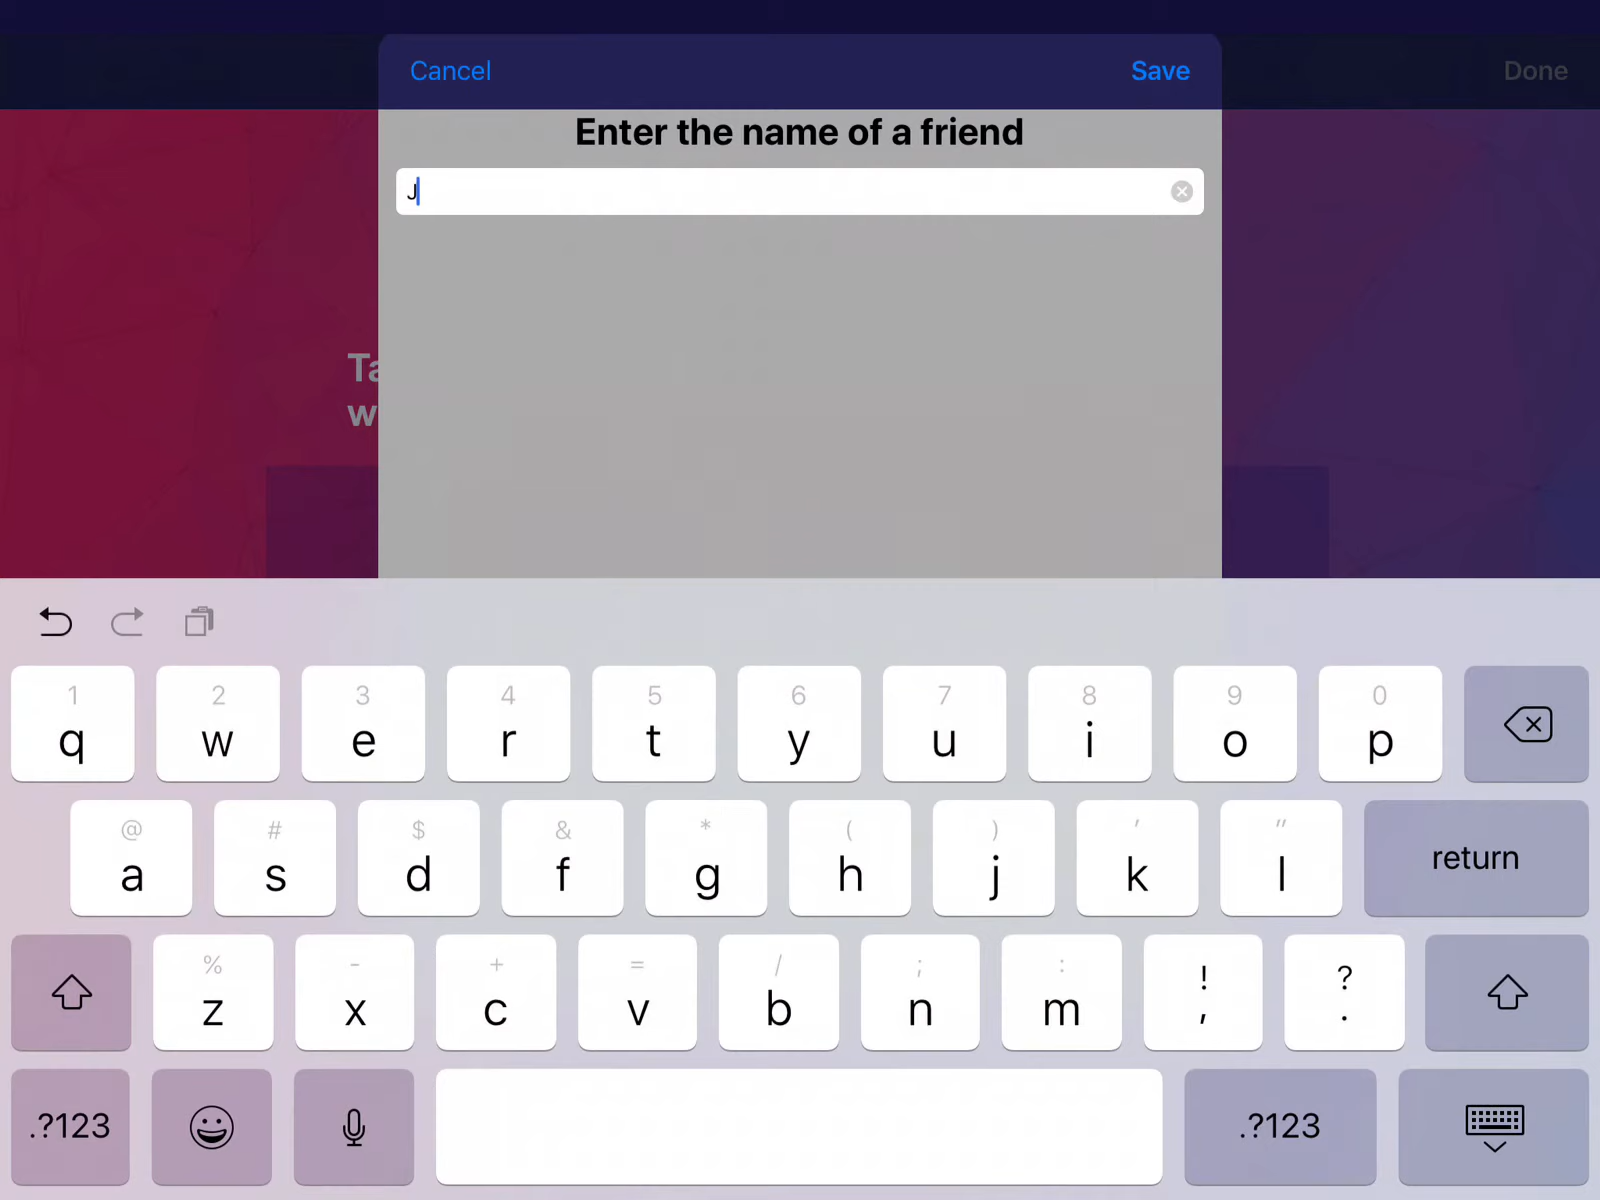 Cancel Save Done
Enter the name of a friend
J
Ta
w
1 2 3 4 5 6 7 8 9 0
q w e r t y u i o p
@ # $ & * ( ) ' "
a s d f g h j k l return
% - + = / ; : ! ?
z x c v b n m , .
.?123 .?123